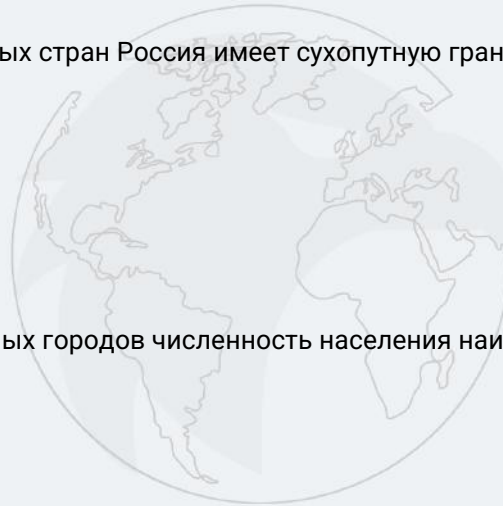 ых стран Россия имеет сухопутную гран
ых городов численность населения наи